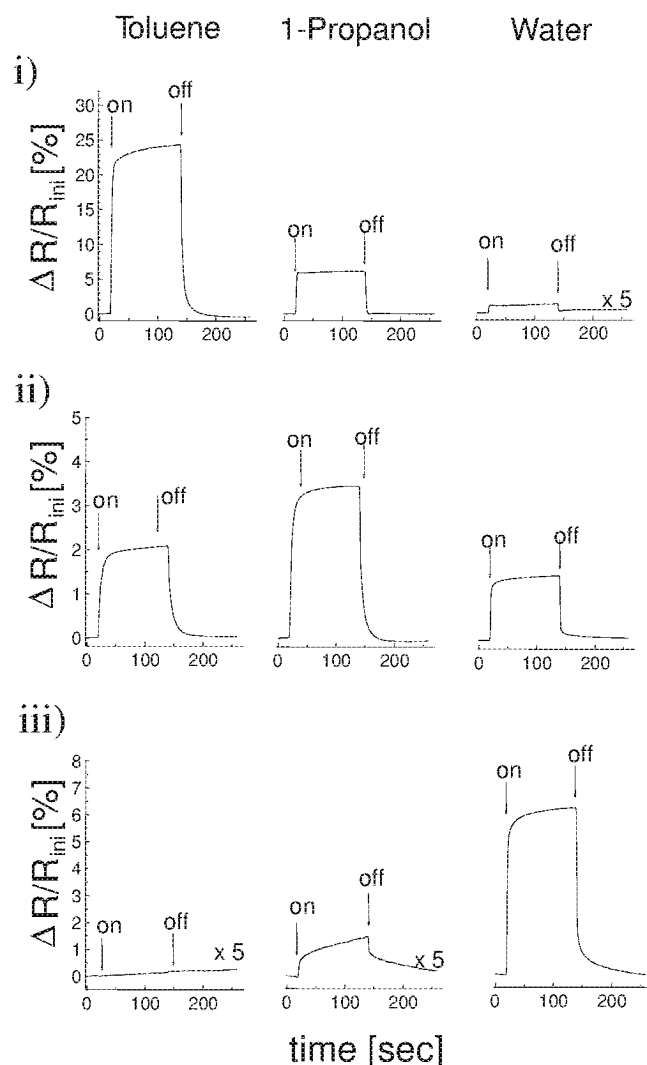 Toluene 1-Propanol Water
i)
ΔR/R_ini [%]
30
25
20
15
10
5
0
on off
on off
on off
x 5
0 100 200
0 100 200
0 100 200
ii)
ΔR/R_ini [%]
5
4
3
2
1
0
on off
on off
on off
0 100 200
0 100 200
0 100 200
iii)
ΔR/R_ini [%]
8
7
6
5
4
3
2
1
0
on off
x 5
on off
x 5
on off
0 100 200
0 100 200
0 100 200
time [sec]